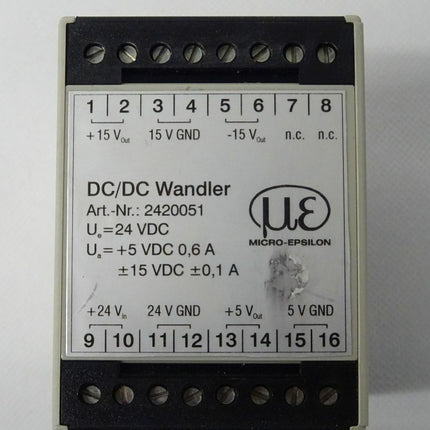 1 2 3 4 5 6 7 8
+15 VOut 15 V GND -15 VOut n.c. n.c.
DC/DC Wandler
Art.-Nr.: 2420051
Ue=24 VDC
Ua= +5 VDC 0,6 A
±15 VDC ±0,1 A
µε
MICRO-EPSILON
+24 VIn 24 V GND +5 VOut 5 V GND
9 10 11 12 13 14 15 16